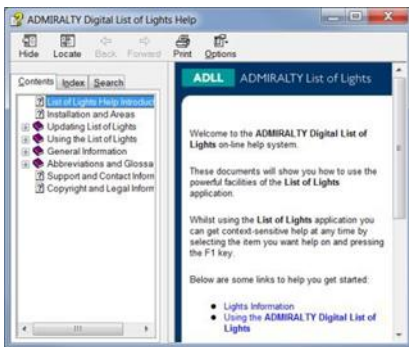 ADMIRALTY Digital List of Lights Help
Hide Locate Back Forward Print Options
Contents Index Search
List of Lights Help Introduct
Installation and Areas
Updating List of Lights
Using the List of Lights
General Information
Abbreviations and Glossa
Support and Contact Inform
Copyright and Legal Inform
ADLL ADMIRALTY List of Lights
Welcome to the ADMIRALTY Digital List of
Lights on-line help system.
These documents will show you how to use the
powerful facilities of the List of Lights
application.
Whilst using the List of Lights application you
can get context-sensitive help at any time by
selecting the item you want help on and pressing
the F1 key.
Below are some links to help you get started:
Lights Information
Using the ADMIRALTY Digital List of
Lights